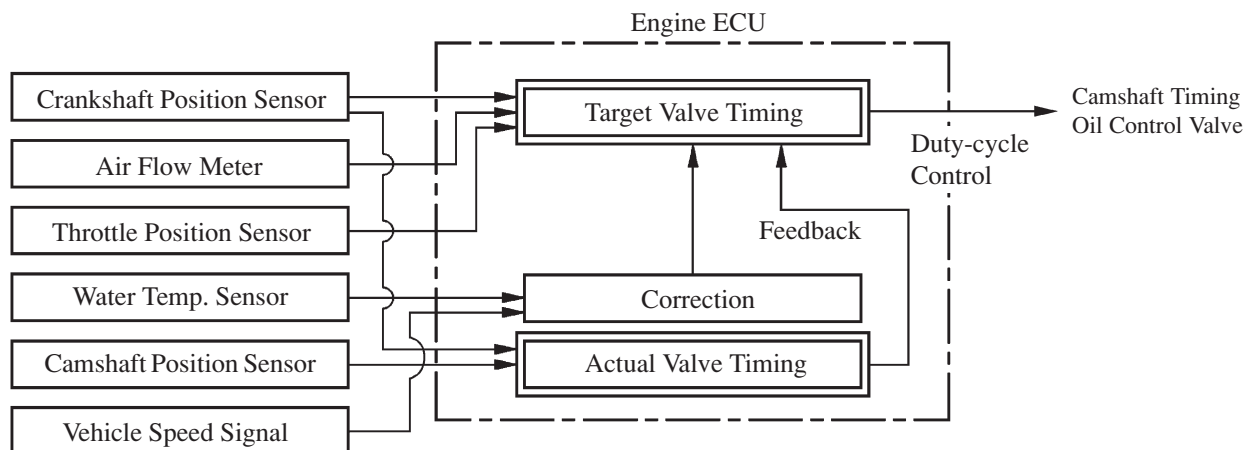 Engine ECU
Crankshaft Position Sensor
Air Flow Meter
Throttle Position Sensor
Water Temp. Sensor
Camshaft Position Sensor
Vehicle Speed Signal
Target Valve Timing
Feedback
Correction
Actual Valve Timing
Duty-cycle
Control
Camshaft Timing
Oil Control Valve